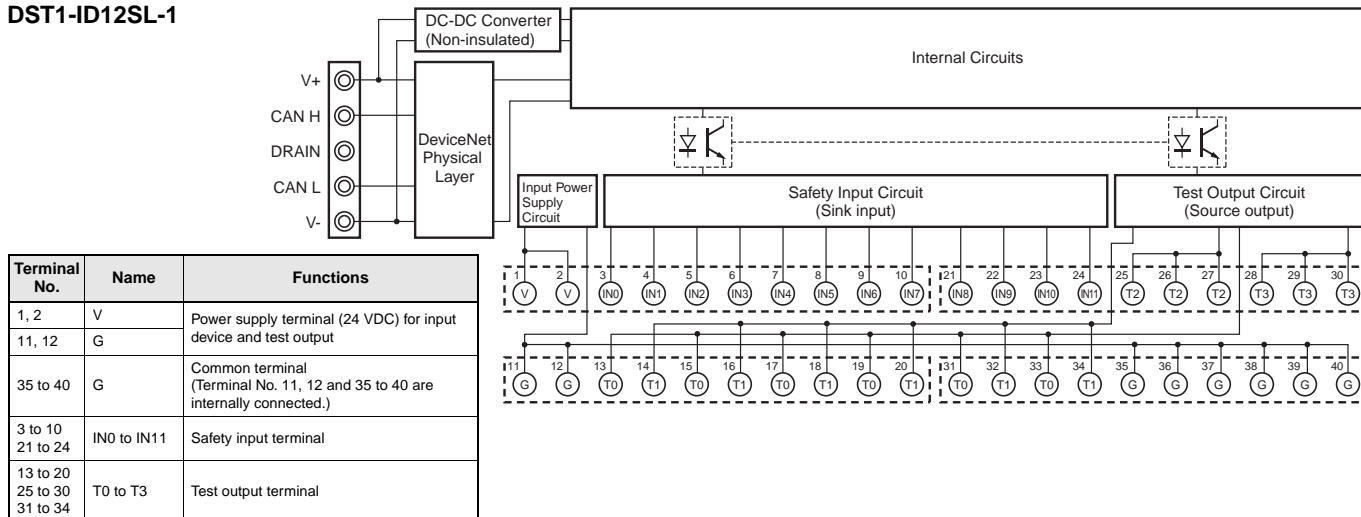 DST1-ID12SL-1
DC-DC Converter
(Non-insulated)
Internal Circuits
V+
CAN H
DRAIN
CAN L
V-
DeviceNet
Physical
Layer
Input Power
Supply
Circuit
Safety Input Circuit
(Sink input)
Test Output Circuit
(Source output)
1 2 3 4 5 6 7 8 9 10 21 22 23 24 25 26 27 28 29 30
V V IN0 IN1 IN2 IN3 IN4 IN5 IN6 IN7 IN8 IN9 IN10 IN11 T2 T2 T2 T3 T3 T3
11 12 13 14 15 16 17 18 19 20 31 32 33 34 35 36 37 38 39 40
G G T0 T1 T0 T1 T0 T1 T0 T1 T0 T1 T0 T1 G G G G G G
Terminal No. Name Functions
1, 2 V Power supply terminal (24 VDC) for input
11, 12 G device and test output
35 to 40 G Common terminal
(Terminal No. 11, 12 and 35 to 40 are
internally connected.)
3 to 10
21 to 24 IN0 to IN11 Safety input terminal
13 to 20
25 to 30 T0 to T3 Test output terminal
31 to 34